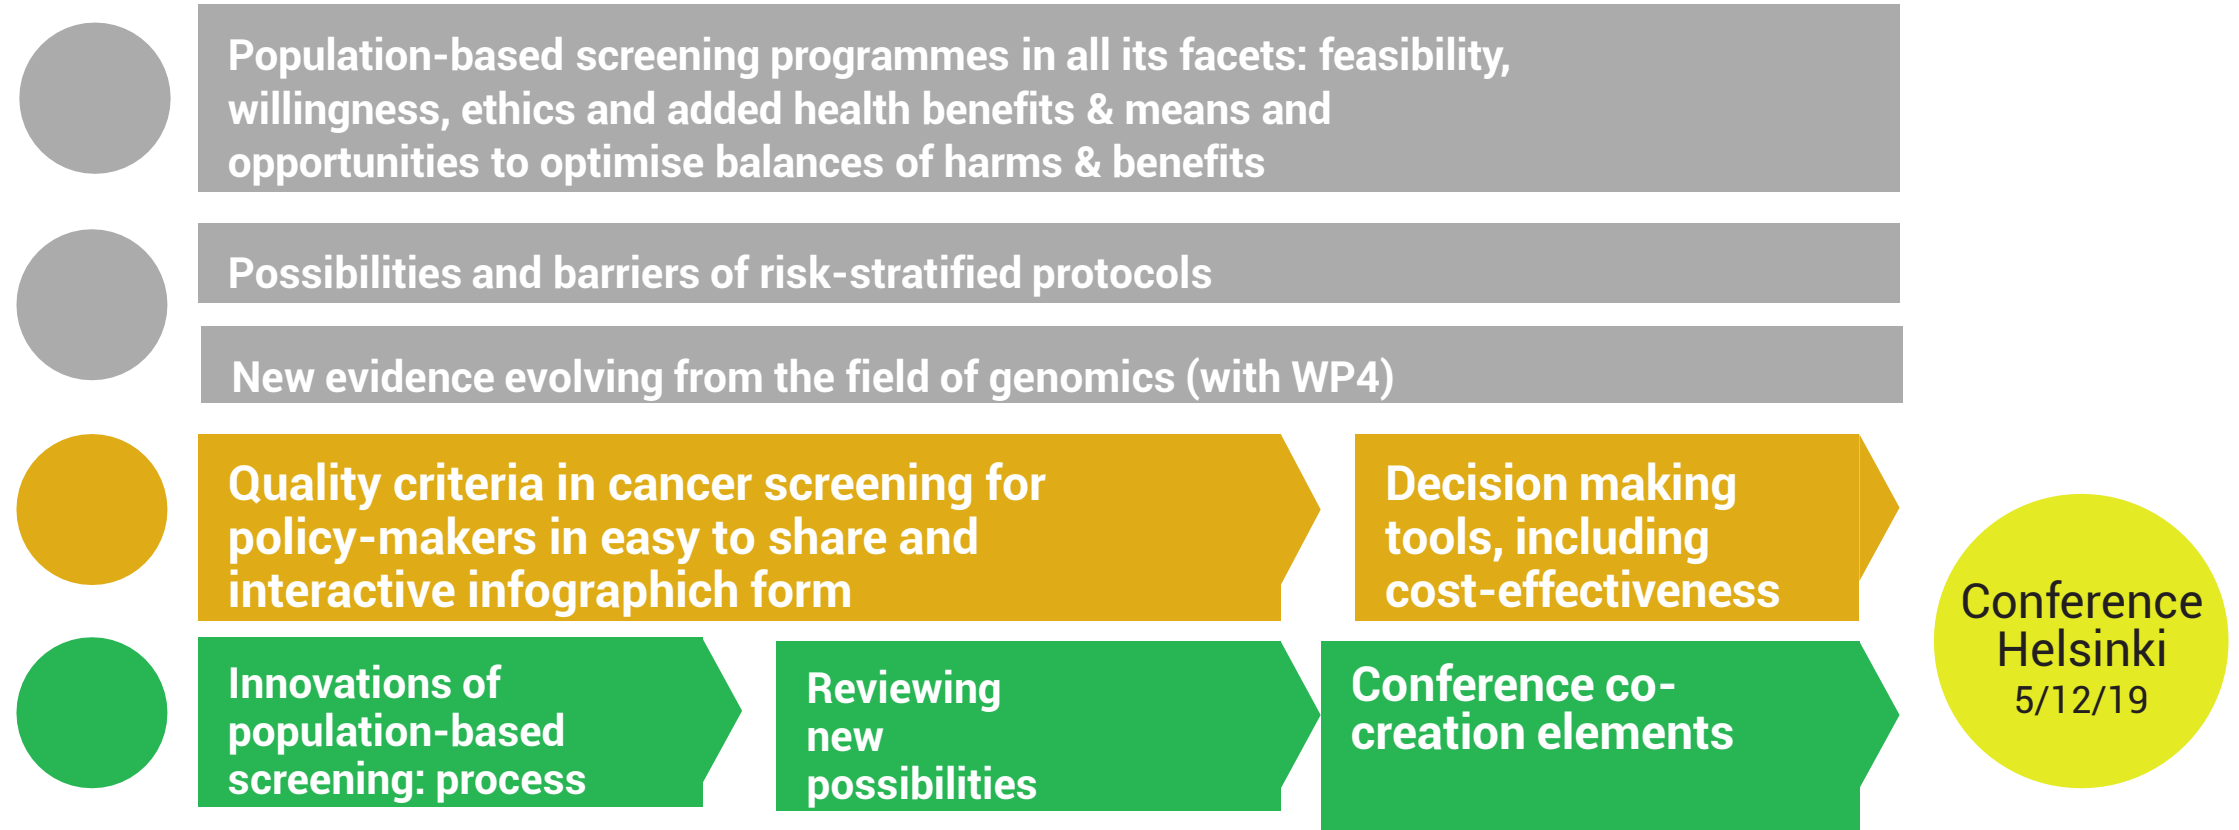 Population-based screening programmes in all its facets: feasibility,
willingness, ethics and added health benefits & means and
opportunities to optimise balances of harms & benefits
Possibilities and barriers of risk-stratified protocols
New evidence evolving from the field of genomics (with WP4)
Quality criteria in cancer screening for
policy-makers in easy to share and
interactive infographich form
Decision making
tools, including
cost-effectiveness
Innovations of
population-based
screening: process
Reviewing
new
possibilities
Conference co-
creation elements
Conference
Helsinki
5/12/19